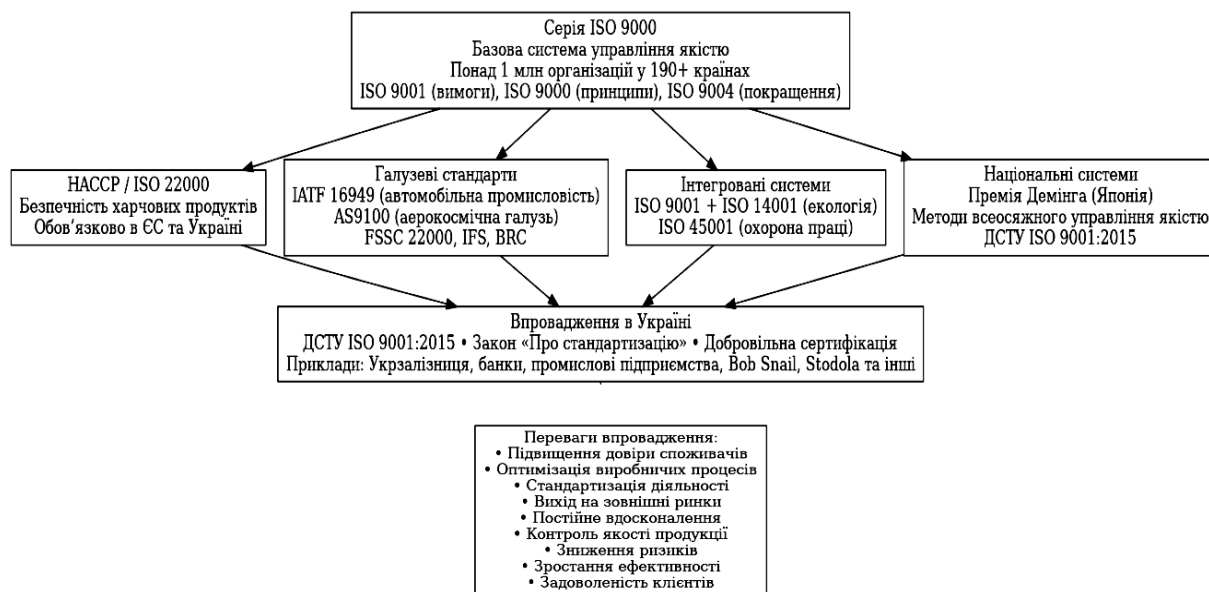 Серія ISO 9000
Базова система управління якістю
Понад 1 млн організацій у 190+ країнах
ISO 9001 (вимоги), ISO 9000 (принципи), ISO 9004 (покращення)
HACCP / ISO 22000
Безпечність харчових продуктів
Обов’язково в ЄС та Україні
Галузеві стандарти
IATF 16949 (автомобільна промисловість)
AS9100 (аерокосмічна галузь)
FSSC 22000, IFS, BRC
Інтегровані системи
ISO 9001 + ISO 14001 (екологія)
ISO 45001 (охорона праці)
Національні системи
Премія Демінга (Японія)
Методи всеосяжного управління якістю
ДСТУ ISO 9001:2015
Впровадження в Україні
ДСТУ ISO 9001:2015 • Закон «Про стандартизацію» • Добровільна сертифікація
Приклади: Укрзалізниця, банки, промислові підприємства, Bob Snail, Stodola та інші
Переваги впровадження:
• Підвищення довіри споживачів
• Оптимізація виробничих процесів
• Стандартизація діяльності
• Вихід на зовнішні ринки
• Постійне вдосконалення
• Контроль якості продукції
• Зниження ризиків
• Зростання ефективності
• Задоволеність клієнтів